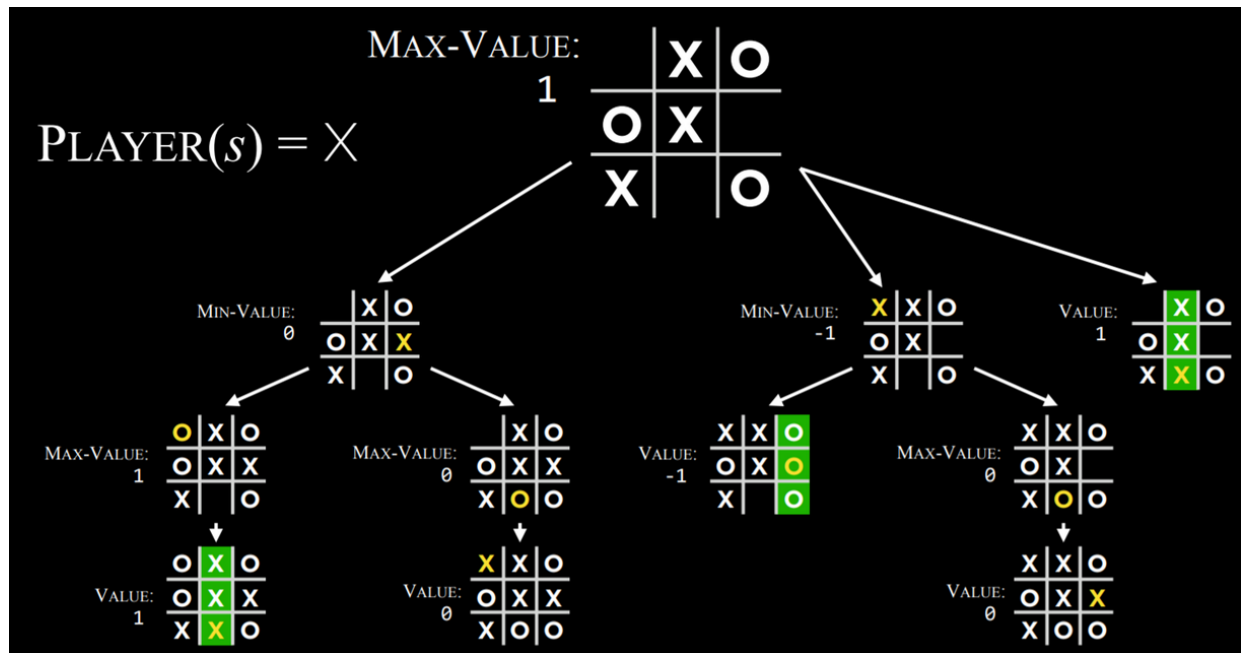 MAX-VALUE:
1
X O
O X
X O
PLAYER(s) = X
MIN-VALUE:
0
X O
O X X
X O
MIN-VALUE:
-1
X X O
O X
X O
VALUE:
1
X O
O X
X X O
MAX-VALUE:
1
O X O
O X X
X O
MAX-VALUE:
0
X O
O X X
X O O
VALUE:
-1
X X O
O X O
X O
MAX-VALUE:
0
X X O
O X
X O O
VALUE:
1
O X O
O X X
X X O
VALUE:
0
X X O
O X X
X O O
VALUE:
0
X X O
O X X
X O O